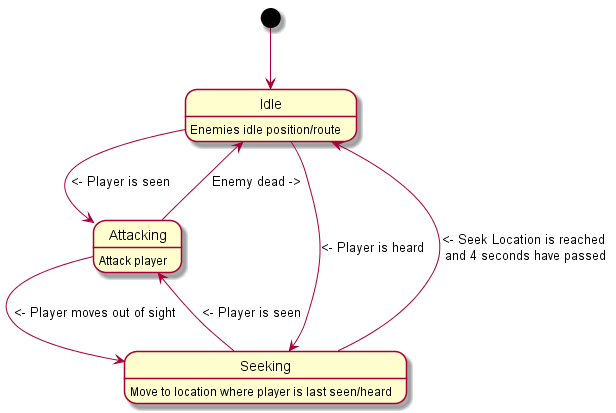 Idle
Enemies idle position/route
<- Player is seen
Enemy dead ->
Attacking
Attack player
<- Player is heard
<- Seek Location is reached
and 4 seconds have passed
<- Player moves out of sight
<- Player is seen
Seeking
Move to location where player is last seen/heard